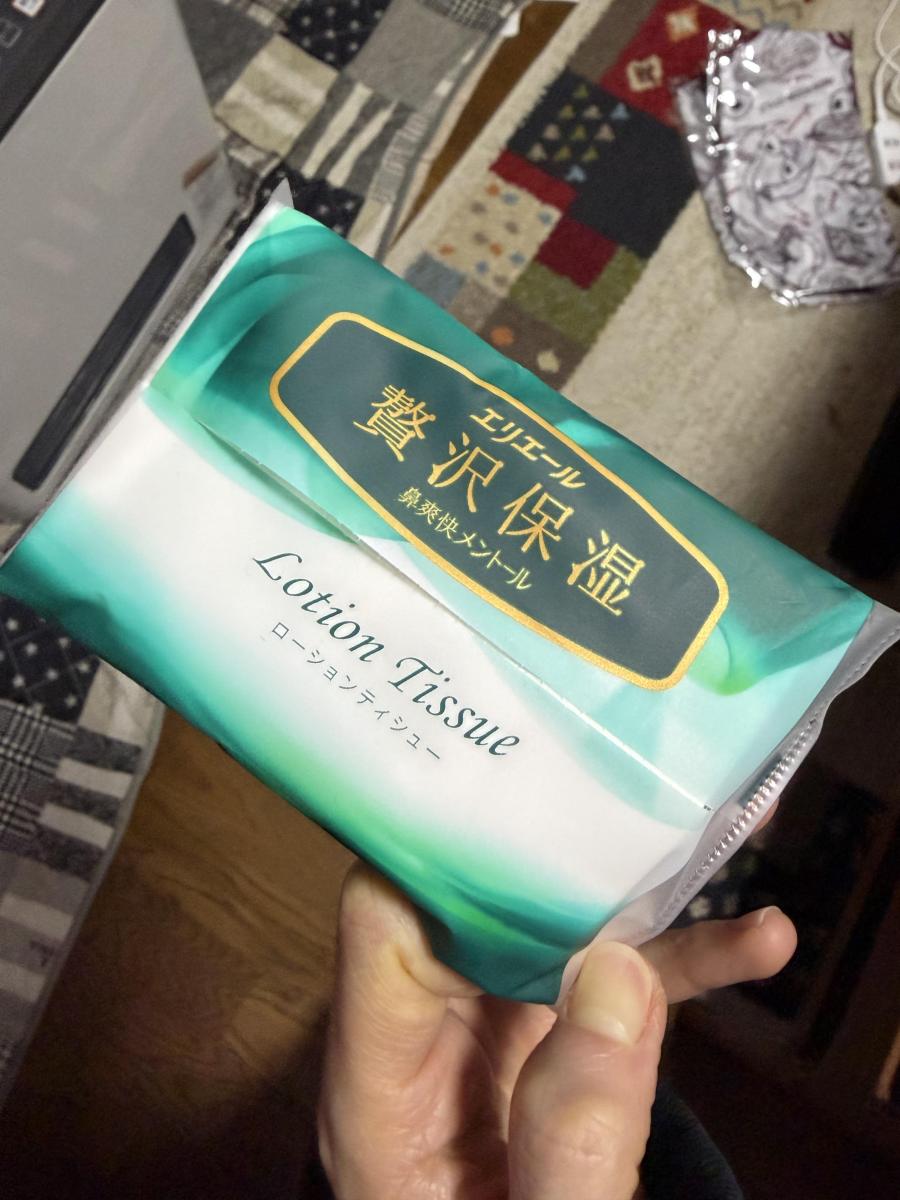 エリエール
贅沢保湿
鼻爽快メントール
Lotion Tissue
ローションティシュー